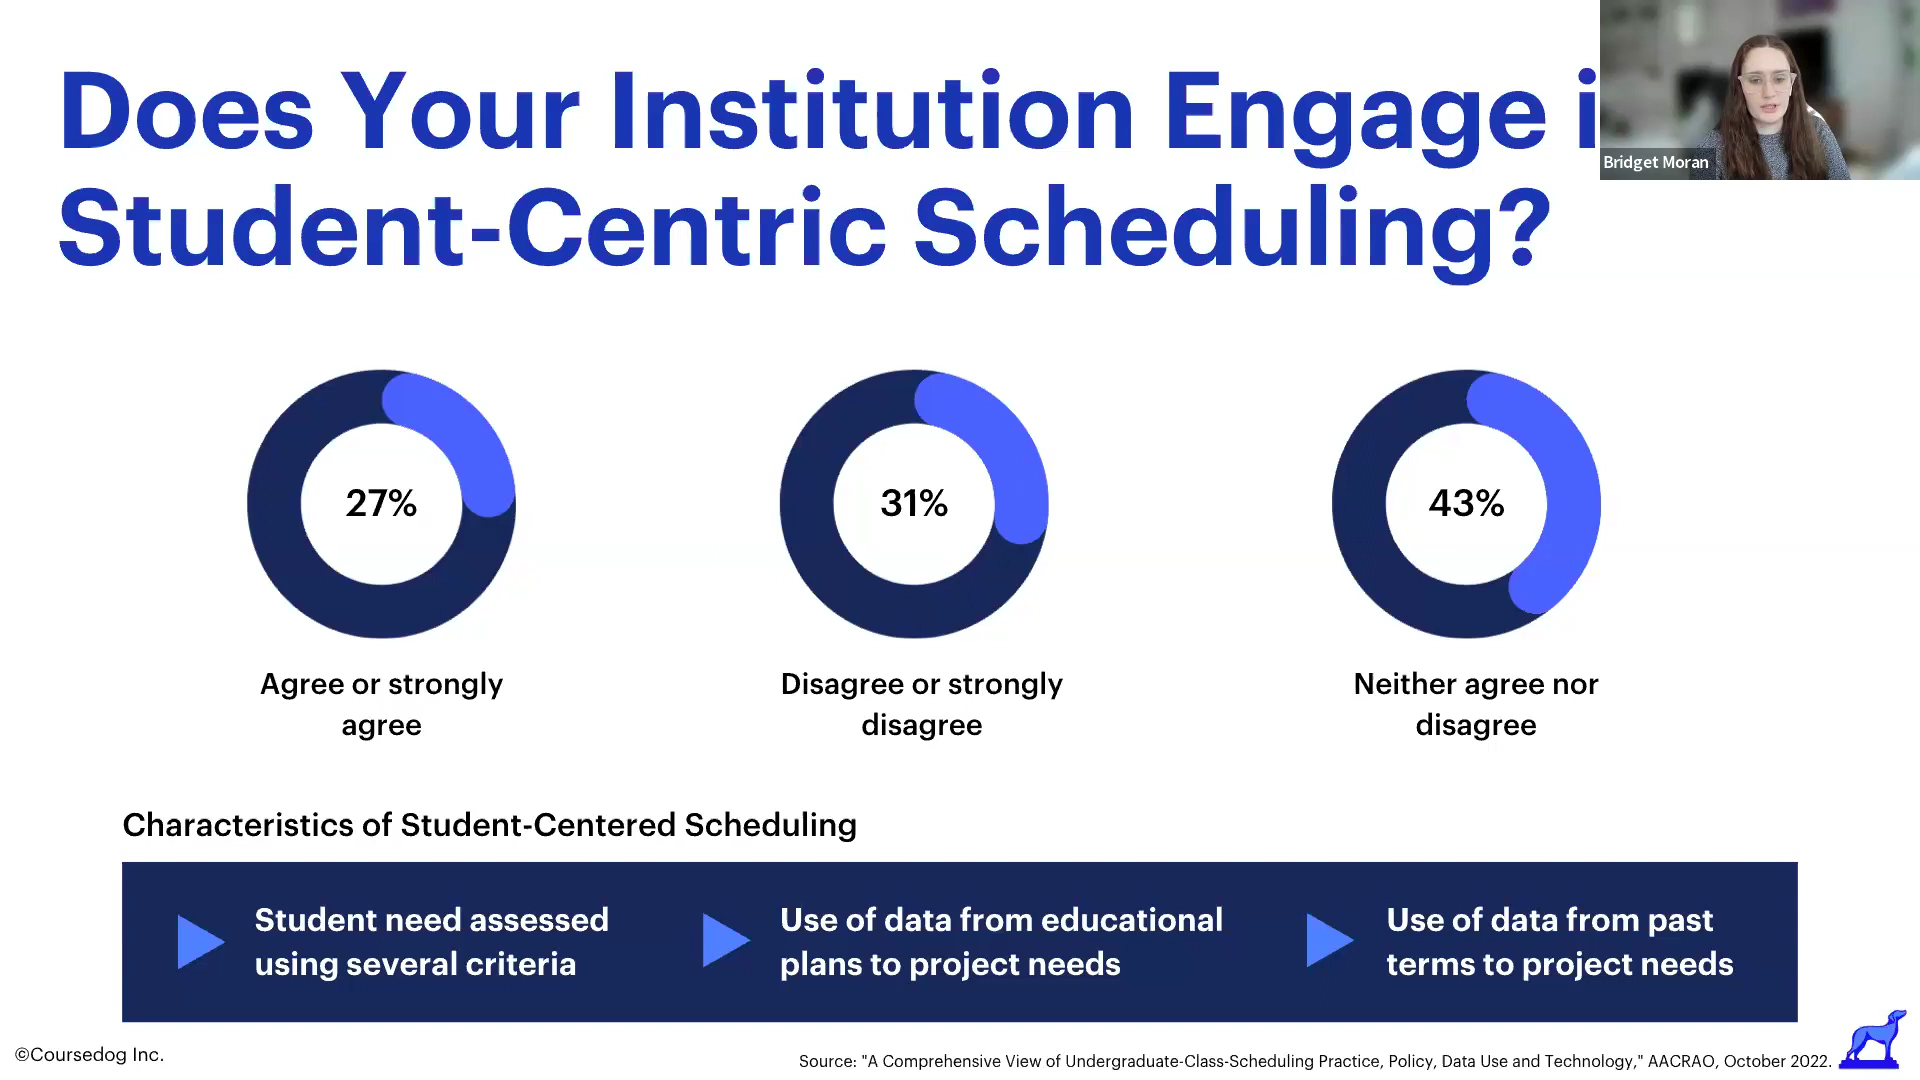 Does Your Institution Engage i
Student-Centric Scheduling?
Bridget Moran
27%
31%
43%
Agree or strongly
agree
Disagree or strongly
disagree
Neither agree nor
disagree
Characteristics of Student-Centered Scheduling
Student need assessed
using several criteria
Use of data from educational
plans to project needs
Use of data from past
terms to project needs
©Coursedog Inc.
Source: "A Comprehensive View of Undergraduate-Class-Scheduling Practice, Policy, Data Use and Technology," AACRAO, October 2022.